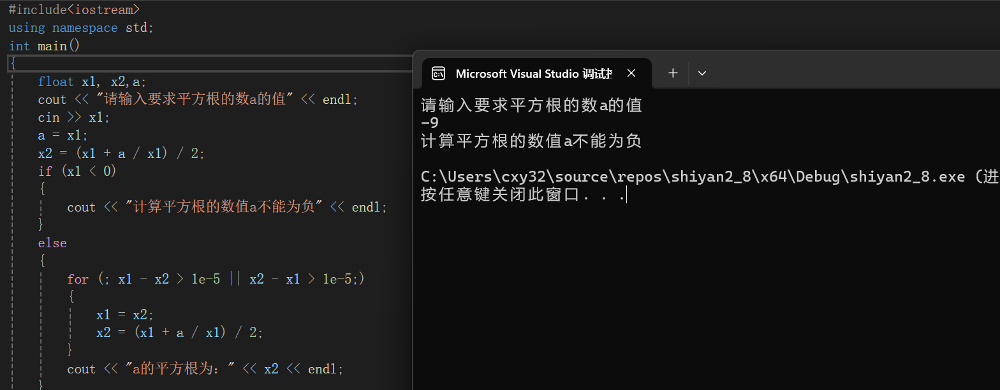 #include<iostream>
using namespace std;
int main()
{
float x1, x2,a;
cout << "请输入要求平方根的数a的值" << endl;
cin >> x1;
a = x1;
x2 = (x1 + a / x1) / 2;
if (x1 < 0)
{
cout << "计算平方根的数值a不能为负" << endl;
}
else
{
for (; x1 - x2 > 1e-5 || x2 - x1 > 1e-5;)
{
x1 = x2;
x2 = (x1 + a / x1) / 2;
}
cout << "a的平方根为：" << x2 << endl;
}
Microsoft Visual Studio 调试
请输入要求平方根的数a的值
-9
计算平方根的数值a不能为负
C:\Users\cxy32\source\repos\shiyan2_8\x64\Debug\shiyan2_8.exe (进
按任意键关闭此窗口. . .